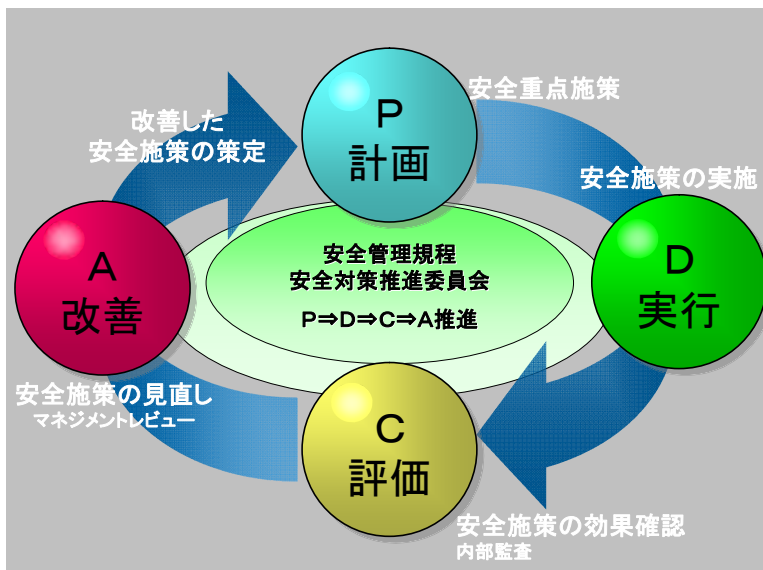 P
計画
安全重点施策
安全施策の実施
D
実行
安全施策の効果確認
内部監査
C
評価
安全施策の見直し
マネジメントレビュー
A
改善
改善した
安全施策の策定
安全管理規程
安全対策推進委員会
P⇒D⇒C⇒A推進